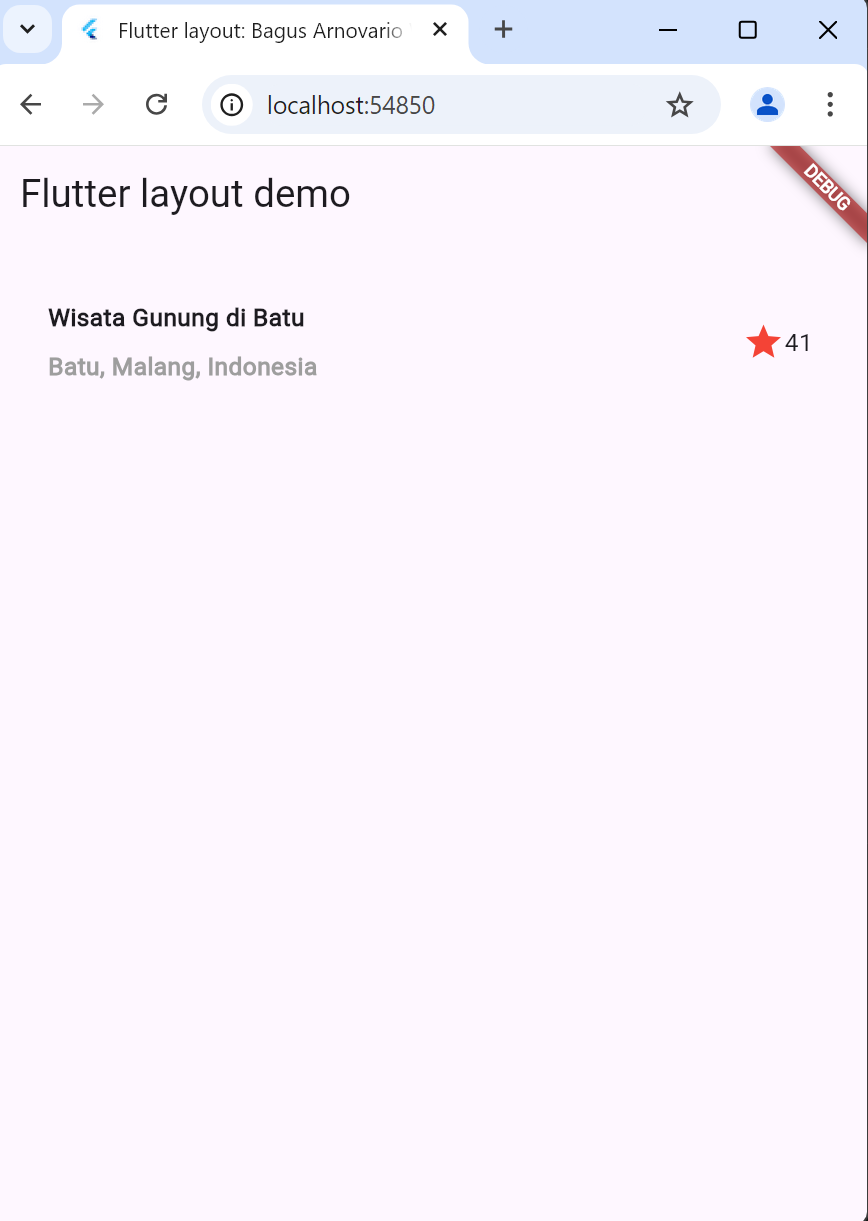 Flutter layout: Bagus Arnovario
localhost:54850
Flutter layout demo
DEBUG
Wisata Gunung di Batu
41
Batu, Malang, Indonesia